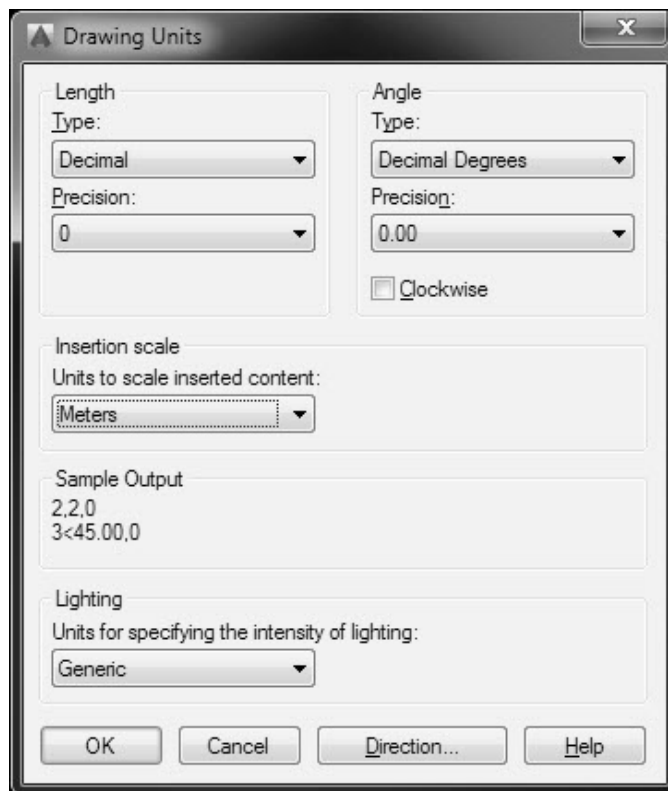 Drawing Units
Length
Type:
Decimal
Precision:
0
Angle
Type:
Decimal Degrees
Precision:
0.00
Clockwise
Insertion scale
Units to scale inserted content:
Meters
Sample Output
2,2,0
3<45.00,0
Lighting
Units for specifying the intensity of lighting:
Generic
OK
Cancel
Direction...
Help